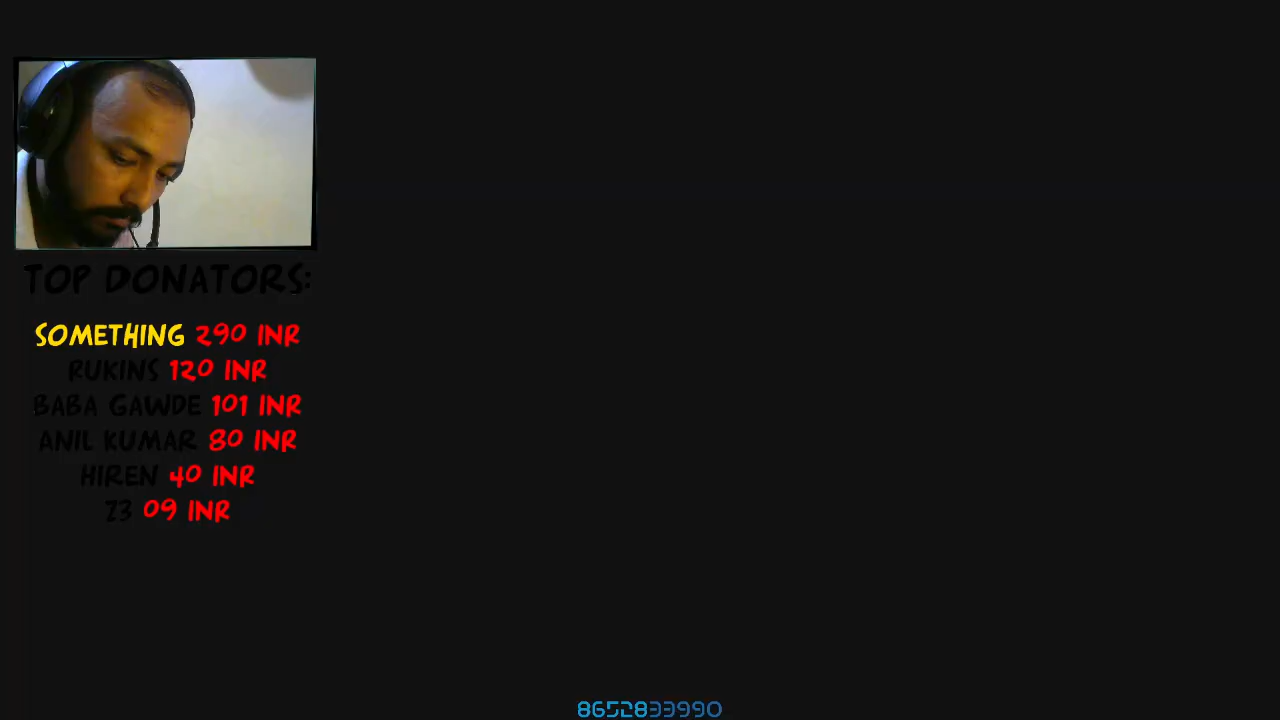 TOP DONATORS:
SOMETHING 290 INR
RUKINS 120 INR
BABA GAWDE 101 INR
ANIL KUMAR 80 INR
HIREN 40 INR
Z3 09 INR
8652833990